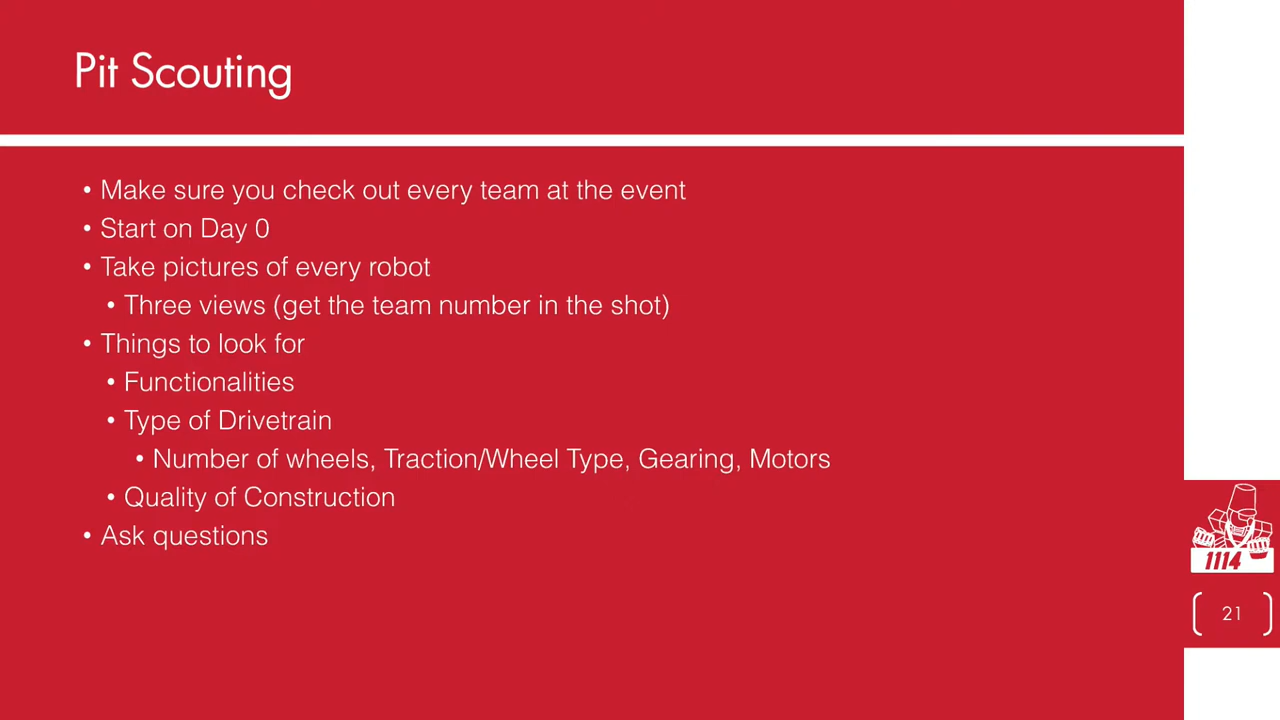 Pit Scouting
• Make sure you check out every team at the event
• Start on Day 0
• Take pictures of every robot
• Three views (get the team number in the shot)
• Things to look for
• Functionalities
• Type of Drivetrain
• Number of wheels, Traction/Wheel Type, Gearing, Motors
• Quality of Construction
• Ask questions
1114
21